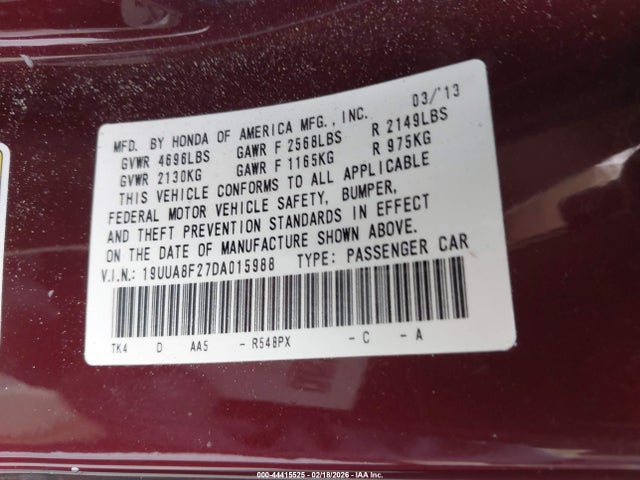 03/'13
MFD. BY HONDA OF AMERICA MFG., INC.
GVWR 4696LBS GAWR F 2568LBS R 2149LBS
GVWR 2130KG GAWR F 1165KG R 975KG
THIS VEHICLE CONFORMS TO ALL APPLICABLE
FEDERAL MOTOR VEHICLE SAFETY, BUMPER,
AND THEFT PREVENTION STANDARDS IN EFFECT
ON THE DATE OF MANUFACTURE SHOWN ABOVE.
V.I.N.: 19UUA8F27DA015988 TYPE: PASSENGER CAR
TK4 D AA5 - R548PX - C - A
000-44415525 - 02/18/2026 - IAA Inc.